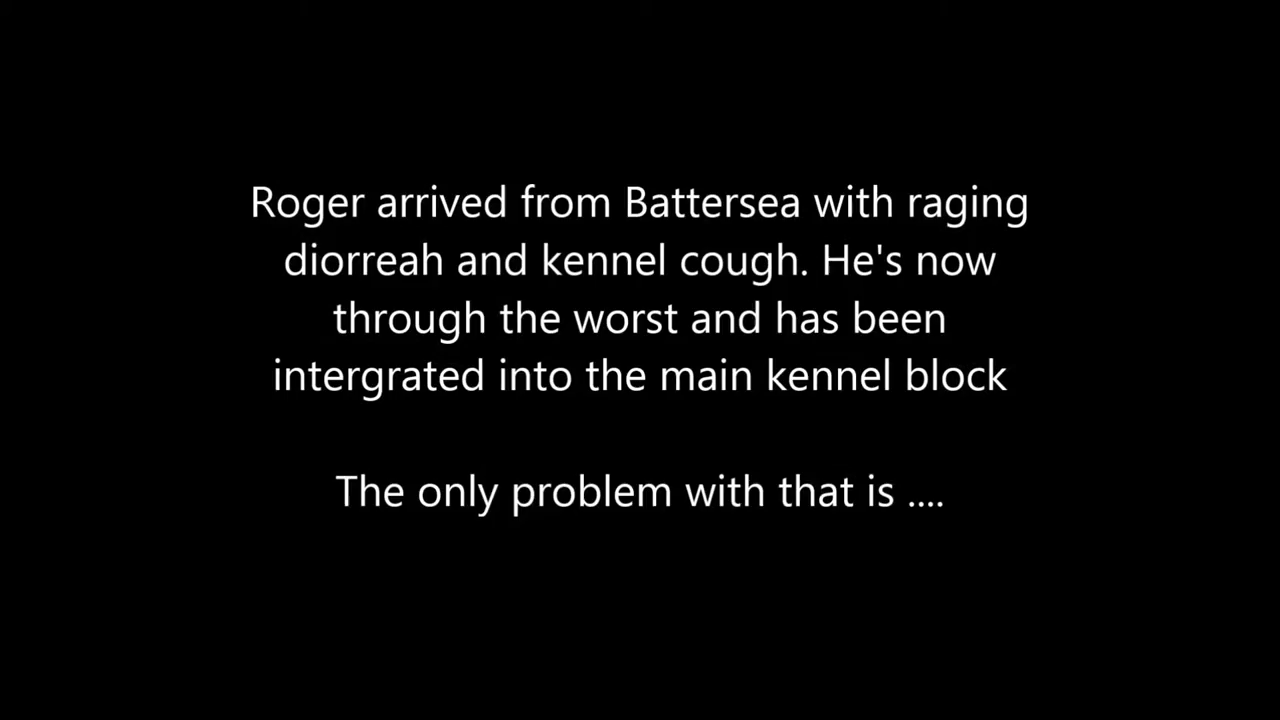 Roger arrived from Battersea with raging
diorreah and kennel cough. He's now
through the worst and has been
intergrated into the main kennel block
The only problem with that is ....